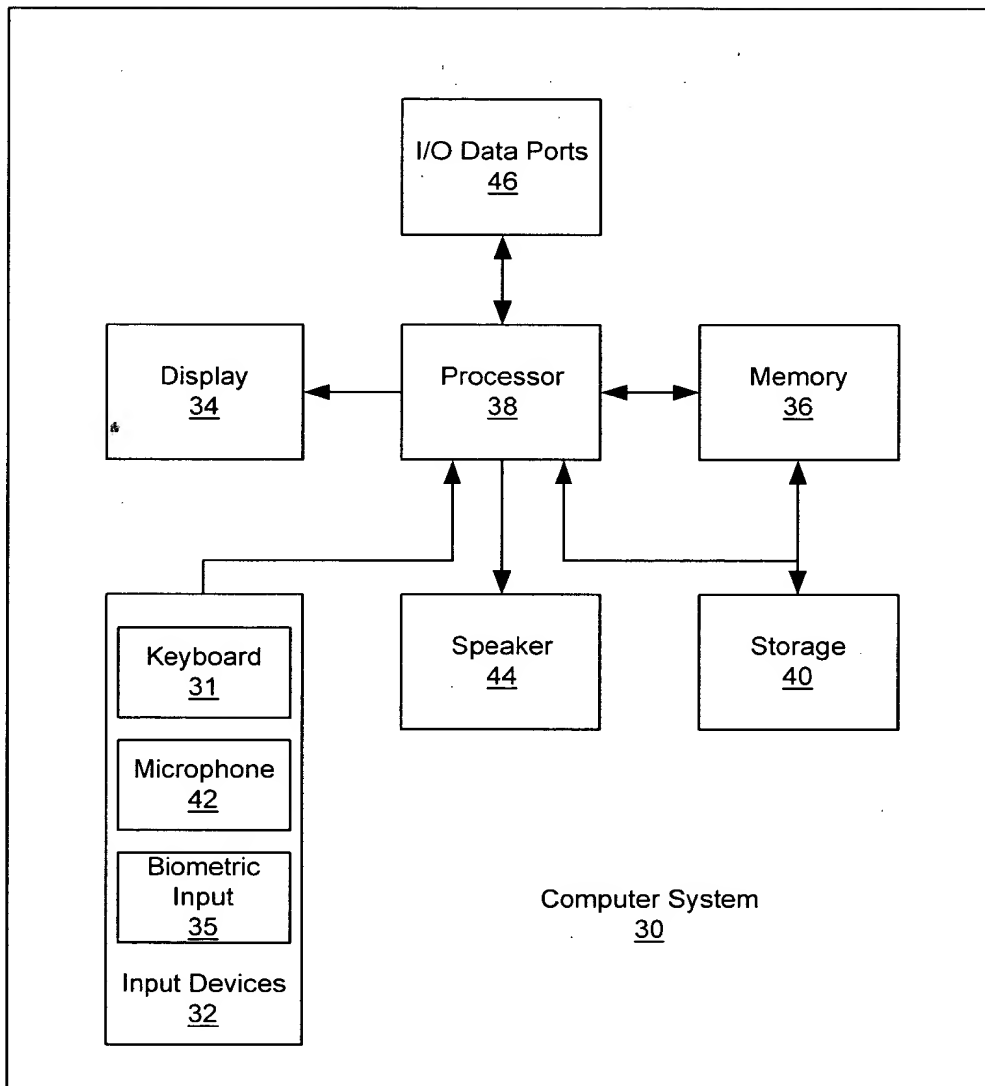 I/O Data Ports
46
Display
34
Processor
38
Memory
36
Keyboard
31
Microphone
42
Biometric
Input
35
Input Devices
32
Speaker
44
Storage
40
Computer System
30